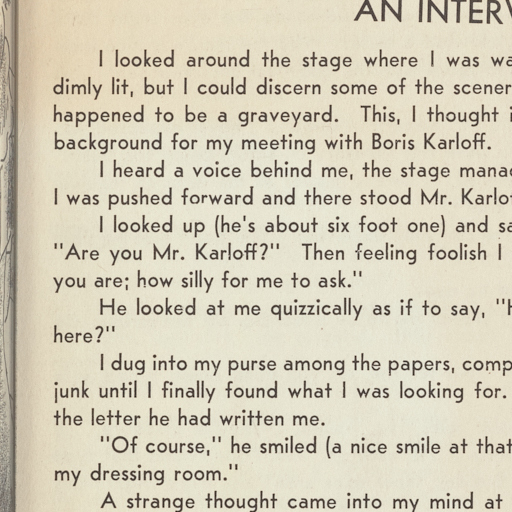 AN INTERV
I looked around the stage where I was wa
dimly lit, but I could discern some of the scener
happened to be a graveyard. This, I thought i
background for my meeting with Boris Karloff.
I heard a voice behind me, the stage mana
I was pushed forward and there stood Mr. Karlo
I looked up (he's about six foot one) and sa
"Are you Mr. Karloff?" Then feeling foolish I
you are; how silly for me to ask."
He looked at me quizzically as if to say, "
here?"
I dug into my purse among the papers, comp
junk until I finally found what I was looking for.
the letter he had written me.
"Of course," he smiled (a nice smile at that
my dressing room."
A strange thought came into my mind at